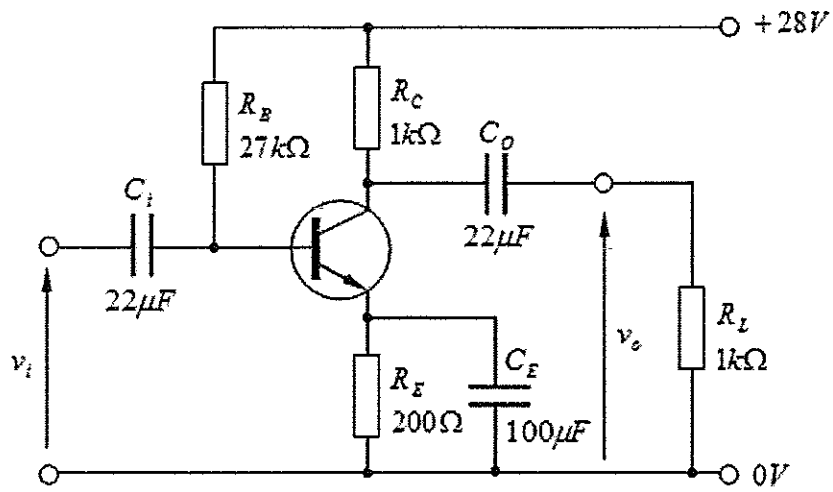 +28V
R_B
27kΩ
R_C
1kΩ
C_O
22μF
C_i
22μF
v_i
R_E
200Ω
C_E
100μF
v_o
R_L
1kΩ
0V